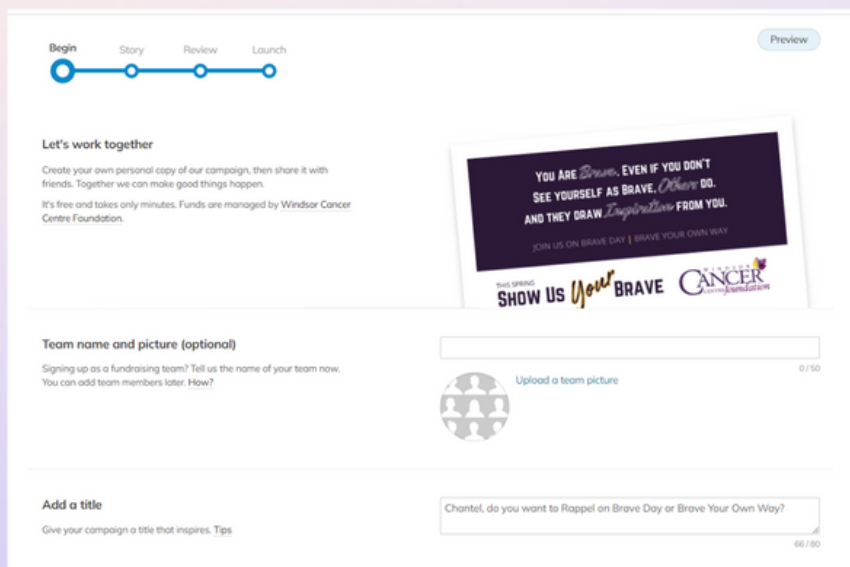 Begin
Story
Review
Launch
Preview
Let's work together
Create your own personal copy of our campaign, then share it with
friends. Together we can make good things happen.
It's free and takes only minutes. Funds are managed by Windsor Cancer
Centre Foundation.
YOU ARE Brave. EVEN IF YOU DON'T
SEE YOURSELF AS BRAVE, Others DO.
AND THEY DRAW Inspiration FROM YOU.
JOIN US ON BRAVE DAY | BRAVE YOUR OWN WAY
THIS SPRING
SHOW US Your BRAVE
WINDSOR
CANCER
CENTRE foundation
Team name and picture (optional)
Signing up as a fundraising team? Tell us the name of your team now.
You can add team members later. How?
0 / 50
Upload a team picture
Add a title
Give your campaign a title that inspires. Tips
Chantel, do you want to Rappel on Brave Day or Brave Your Own Way?
66 / 80